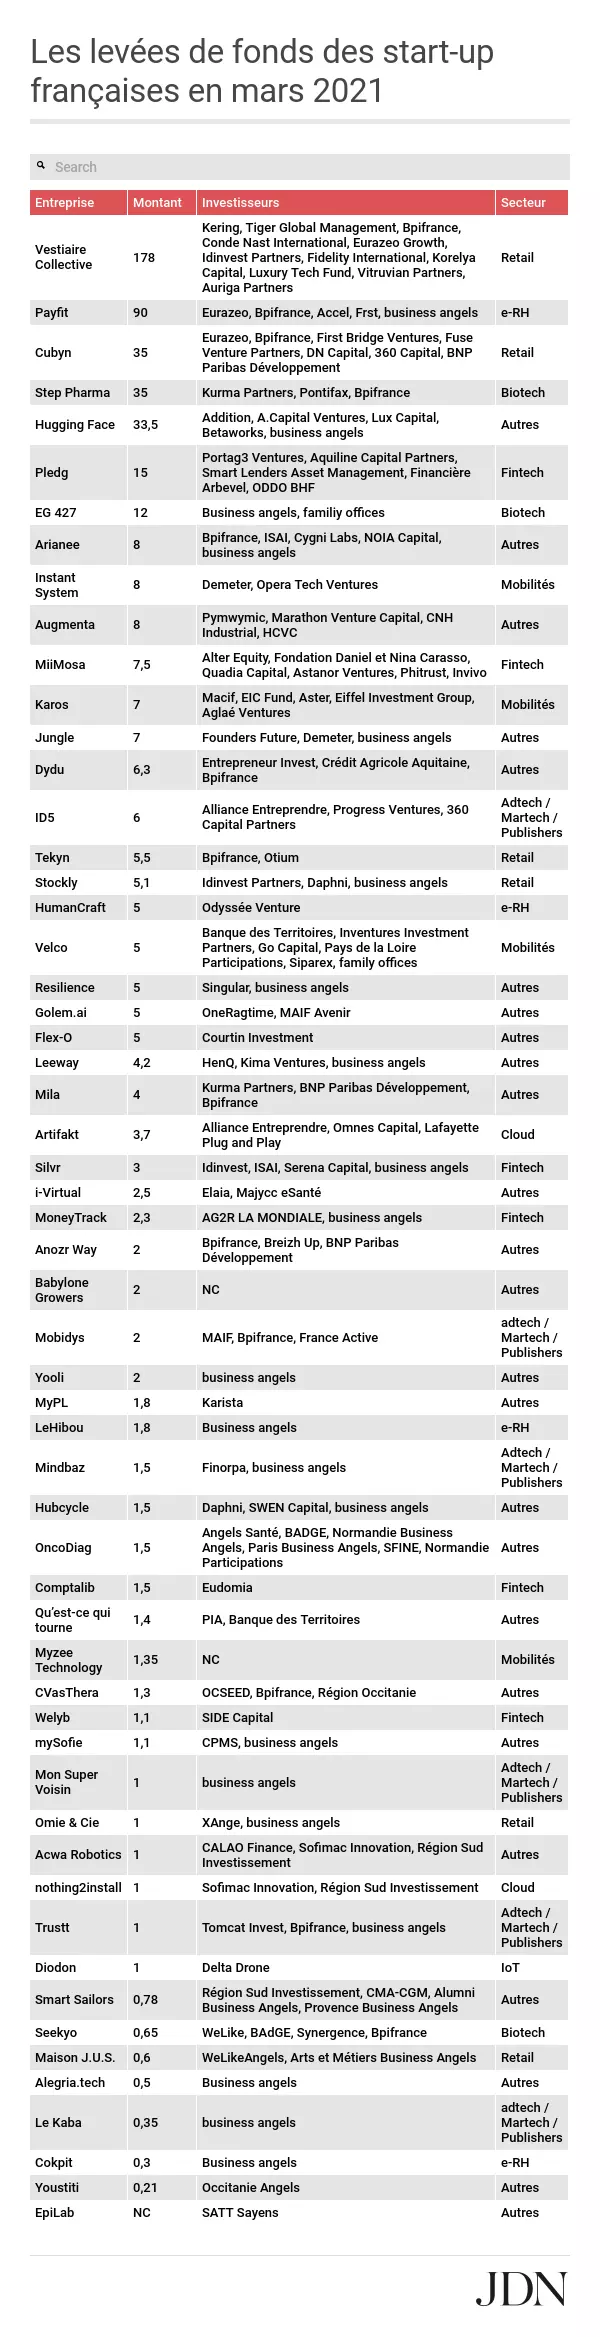 Les levées de fonds des start-up
françaises en mars 2021
Search
Entreprise Montant Investisseurs Secteur
Vestiaire Collective 178 Kering, Tiger Global Management, Bpifrance,
Conde Nast International, Eurazeo Growth,
Idinvest Partners, Fidelity International, Korelya
Capital, Luxury Tech Fund, Vitruvian Partners,
Auriga Partners Retail
Payfit 90 Eurazeo, Bpifrance, Accel, Frst, business angels e-RH
Cubyn 35 Eurazeo, Bpifrance, First Bridge Ventures, Fuse
Venture Partners, DN Capital, 360 Capital, BNP
Paribas Développement Retail
Step Pharma 35 Kurma Partners, Pontifax, Bpifrance Biotech
Hugging Face 33,5 Addition, A.Capital Ventures, Lux Capital,
Betaworks, business angels Autres
Pledg 15 Portag3 Ventures, Aquiline Capital Partners,
Smart Lenders Asset Management, Financière
Arbevel, ODDO BHF Fintech
EG 427 12 Business angels, familiy offices Biotech
Arianee 8 Bpifrance, ISAI, Cygni Labs, NOIA Capital,
business angels Autres
Instant
System 8 Demeter, Opera Tech Ventures Mobilités
Augmenta 8 Pymwymic, Marathon Venture Capital, CNH
Industrial, HCVC Autres
MiiMosa 7,5 Alter Equity, Fondation Daniel et Nina Carasso,
Quadia Capital, Astanor Ventures, Phitrust, Invivo Fintech
Karos 7 Macif, EIC Fund, Aster, Eiffel Investment Group,
Aglaé Ventures Mobilités
Jungle 7 Founders Future, Demeter, business angels Autres
Dydu 6,3 Entrepreneur Invest, Crédit Agricole Aquitaine,
Bpifrance Autres
ID5 6 Alliance Entreprendre, Progress Ventures, 360
Capital Partners Adtech /
Martech /
Publishers
Tekyn 5,5 Bpifrance, Otium Retail
Stockly 5,1 Idinvest Partners, Daphni, business angels Retail
HumanCraft 5 Odyssée Venture e-RH
Velco 5 Banque des Territoires, Inventures Investment
Partners, Go Capital, Pays de la Loire
Participations, Siparex, family offices Mobilités
Resilience 5 Singular, business angels Autres
Golem.ai 5 OneRagtime, MAIF Avenir Autres
Flex-O 5 Courtin Investment Autres
Leeway 4,2 HenQ, Kima Ventures, business angels Autres
Mila 4 Kurma Partners, BNP Paribas Développement,
Bpifrance Autres
Artifakt 3,7 Alliance Entreprendre, Omnes Capital, Lafayette
Plug and Play Cloud
Silvr 3 Idinvest, ISAI, Serena Capital, business angels Fintech
i-Virtual 2,5 Elaia, Majycc eSanté Autres
MoneyTrack 2,3 AG2R LA MONDIALE, business angels Fintech
Anozr Way 2 Bpifrance, Breizh Up, BNP Paribas
Développement Autres
Babylone
Growers 2 NC Autres
Mobidys 2 MAIF, Bpifrance, France Active adtech /
Martech /
Publishers
Yooli 2 business angels Autres
MyPL 1,8 Karista Autres
LeHibou 1,8 Business angels e-RH
Mindbaz 1,5 Finorpa, business angels Adtech /
Martech /
Publishers
Hubcycle 1,5 Daphni, SWEN Capital, business angels Autres
OncoDiag 1,5 Angels Santé, BADGE, Normandie Business
Angels, Paris Business Angels, SFINE, Normandie
Participations Autres
Comptalib 1,5 Eudomia Fintech
Qu'est-ce qui
tourne 1,4 PIA, Banque des Territoires Autres
Myzee
Technology 1,35 NC Mobilités
CVasThera 1,3 OCSEED, Bpifrance, Région Occitanie Autres
Welyb 1,1 SIDE Capital Fintech
mySofie 1,1 CPMS, business angels Autres
Mon Super
Voisin 1 business angels Adtech /
Martech /
Publishers
Omie & Cie 1 XAnge, business angels Retail
Acwa Robotics 1 CALAO Finance, Sofimac Innovation, Région Sud
Investissement Autres
nothing2install 1 Sofimac Innovation, Région Sud Investissement Cloud
Trustt 1 Tomcat Invest, Bpifrance, business angels Adtech /
Martech /
Publishers
Diodon 1 Delta Drone IoT
Smart Sailors 0,78 Région Sud Investissement, CMA-CGM, Alumni
Business Angels, Provence Business Angels Autres
Seekyo 0,65 WeLike, BAdGE, Synergence, Bpifrance Biotech
Maison J.U.S. 0,6 WeLikeAngels, Arts et Métiers Business Angels Retail
Alegria.tech 0,5 Business angels Autres
Le Kaba 0,35 business angels adtech /
Martech /
Publishers
Cokpit 0,3 Business angels e-RH
Youstiti 0,21 Occitanie Angels Autres
EpiLab NC SATT Sayens Autres
JDN